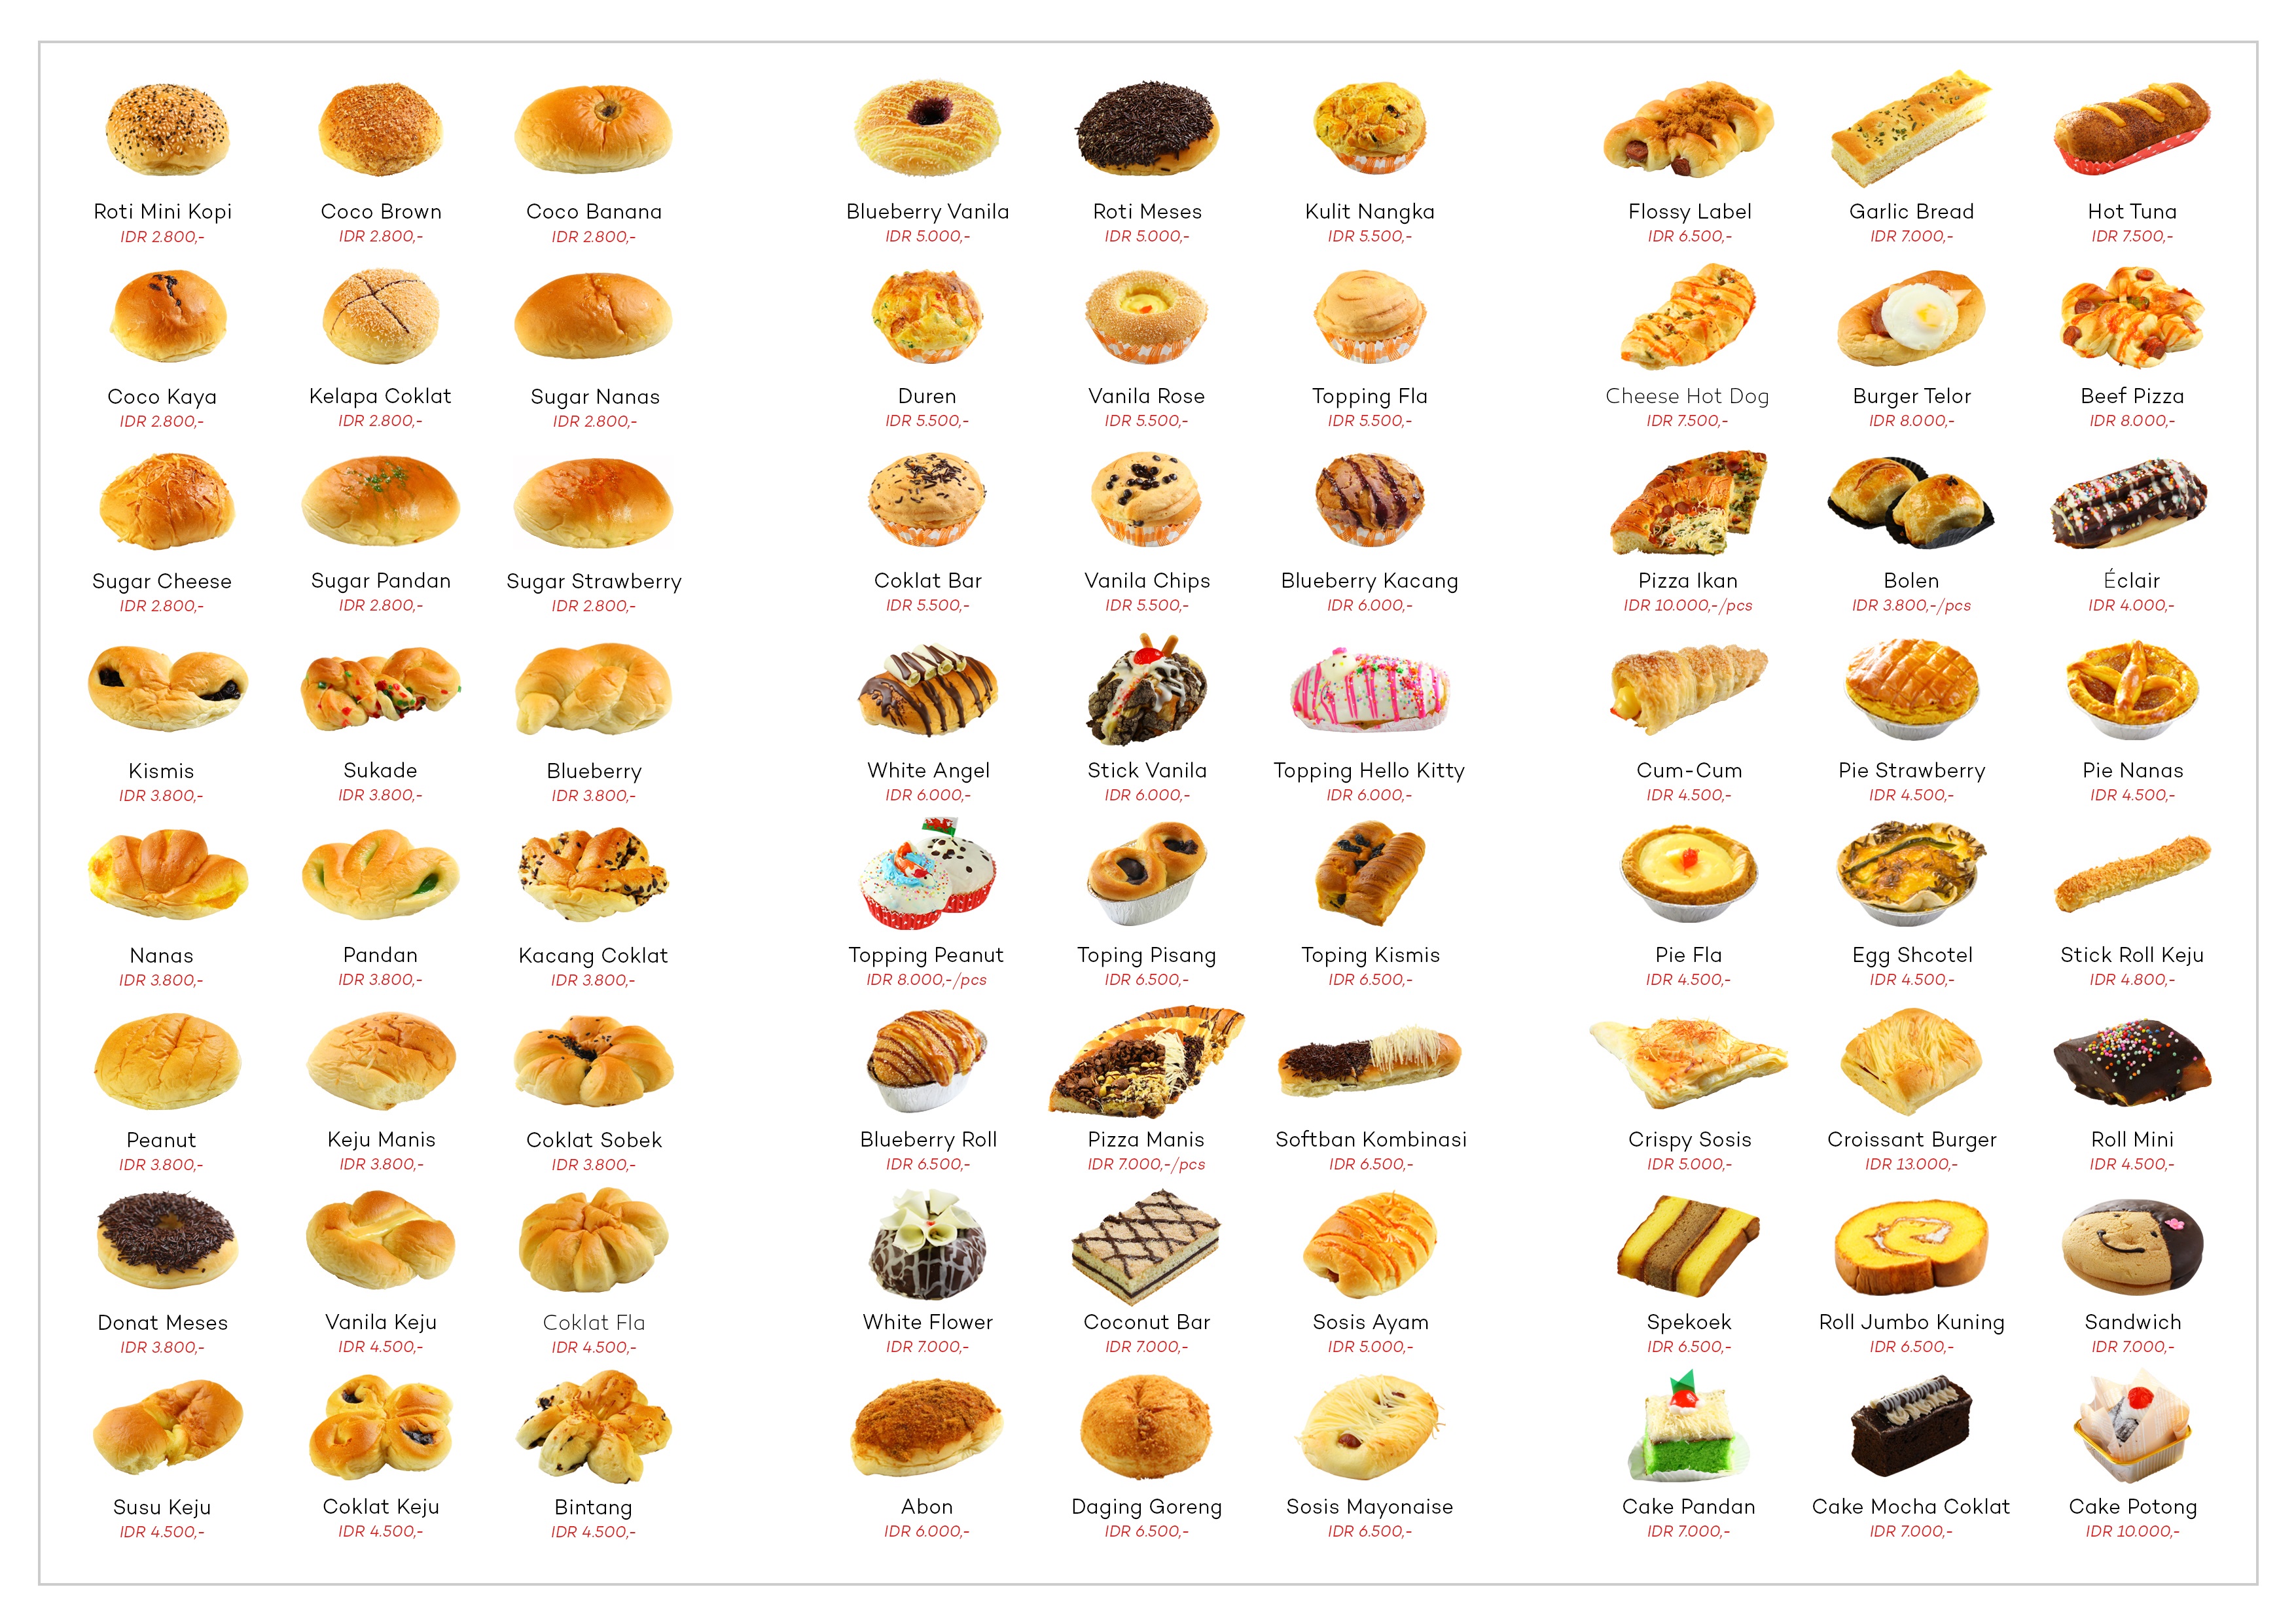 Roti Mini Kopi
IDR 2.800,-
Coco Brown
IDR 2.800,-
Coco Banana
IDR 2.800,-
Coco Kaya
IDR 2.800,-
Kelapa Coklat
IDR 2.800,-
Sugar Nanas
IDR 2.800,-
Sugar Cheese
IDR 2.800,-
Sugar Pandan
IDR 2.800,-
Sugar Strawberry
IDR 2.800,-
Kismis
IDR 3.800,-
Sukade
IDR 3.800,-
Blueberry
IDR 3.800,-
Nanas
IDR 3.800,-
Pandan
IDR 3.800,-
Kacang Coklat
IDR 3.800,-
Peanut
IDR 3.800,-
Keju Manis
IDR 3.800,-
Coklat Sobek
IDR 3.800,-
Donat Meses
IDR 3.800,-
Vanila Keju
IDR 4.500,-
Coklat Fla
IDR 4.500,-
Susu Keju
IDR 4.500,-
Coklat Keju
IDR 4.500,-
Bintang
IDR 4.500,-
Blueberry Vanila
IDR 5.000,-
Roti Meses
IDR 5.000,-
Kulit Nangka
IDR 5.500,-
Duren
IDR 5.500,-
Vanila Rose
IDR 5.500,-
Topping Fla
IDR 5.500,-
Coklat Bar
IDR 5.500,-
Vanila Chips
IDR 5.500,-
Blueberry Kacang
IDR 6.000,-
White Angel
IDR 6.000,-
Stick Vanila
IDR 6.000,-
Topping Hello Kitty
IDR 6.000,-
Topping Peanut
IDR 8.000,-/pcs
Toping Pisang
IDR 6.500,-
Toping Kismis
IDR 6.500,-
Blueberry Roll
IDR 6.500,-
Pizza Manis
IDR 7.000,-/pcs
Softban Kombinasi
IDR 6.500,-
White Flower
IDR 7.000,-
Coconut Bar
IDR 7.000,-
Sosis Ayam
IDR 5.000,-
Abon
IDR 6.000,-
Daging Goreng
IDR 6.500,-
Sosis Mayonaise
IDR 6.500,-
Flossy Label
IDR 6.500,-
Garlic Bread
IDR 7.000,-
Hot Tuna
IDR 7.500,-
Cheese Hot Dog
IDR 7.500,-
Burger Telor
IDR 8.000,-
Beef Pizza
IDR 8.000,-
Pizza Ikan
IDR 10.000,-/pcs
Bolen
IDR 3.800,-/pcs
Éclair
IDR 4.000,-
Cum-Cum
IDR 4.500,-
Pie Strawberry
IDR 4.500,-
Pie Nanas
IDR 4.500,-
Pie Fla
IDR 4.500,-
Egg Shcotel
IDR 4.500,-
Stick Roll Keju
IDR 4.800,-
Crispy Sosis
IDR 5.000,-
Croissant Burger
IDR 13.000,-
Roll Mini
IDR 4.500,-
Spekoek
IDR 6.500,-
Roll Jumbo Kuning
IDR 6.500,-
Sandwich
IDR 7.000,-
Cake Pandan
IDR 7.000,-
Cake Mocha Coklat
IDR 7.000,-
Cake Potong
IDR 10.000,-